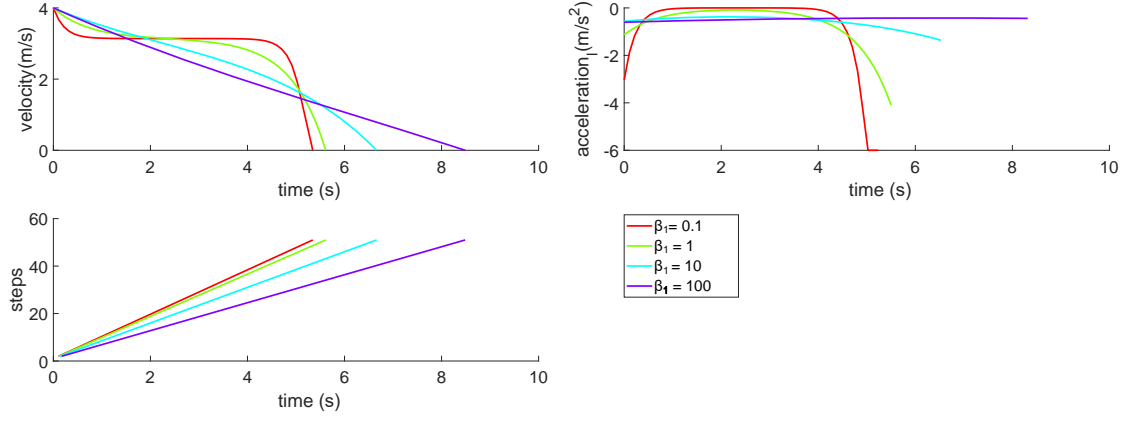 velocity(m/s)
4
2
0
0 2 4 6 8 10
time (s)
acceleration_l(m/s²)
0
-2
-4
-6
0 2 4 6 8 10
time (s)
steps
60
40
20
0
0 2 4 6 8 10
time (s)
β₁= 0.1
β₁ = 1
β₁ = 10
β₁ = 100